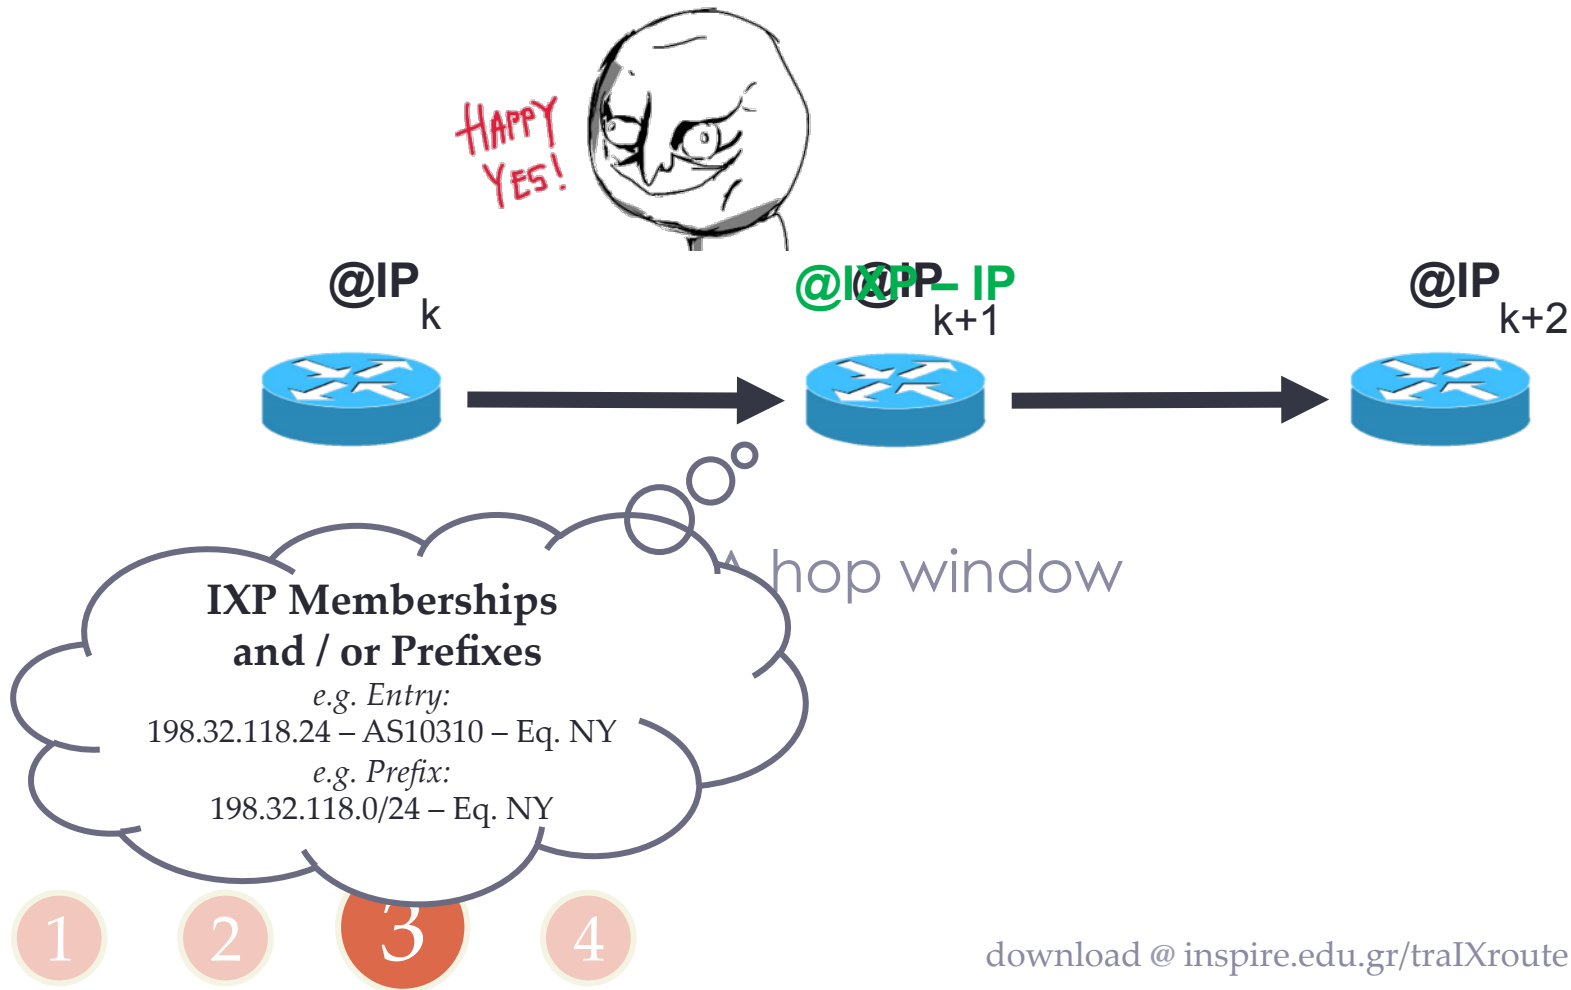 HAPPY
YES!
@IP k
@IXP – IP
@IP k+1
@IP k+2
A hop window
IXP Memberships
and / or Prefixes
e.g. Entry:
198.32.118.24 – AS10310 – Eq. NY
e.g. Prefix:
198.32.118.0/24 – Eq. NY
1 2 3 4
download @ inspire.edu.gr/traIXroute